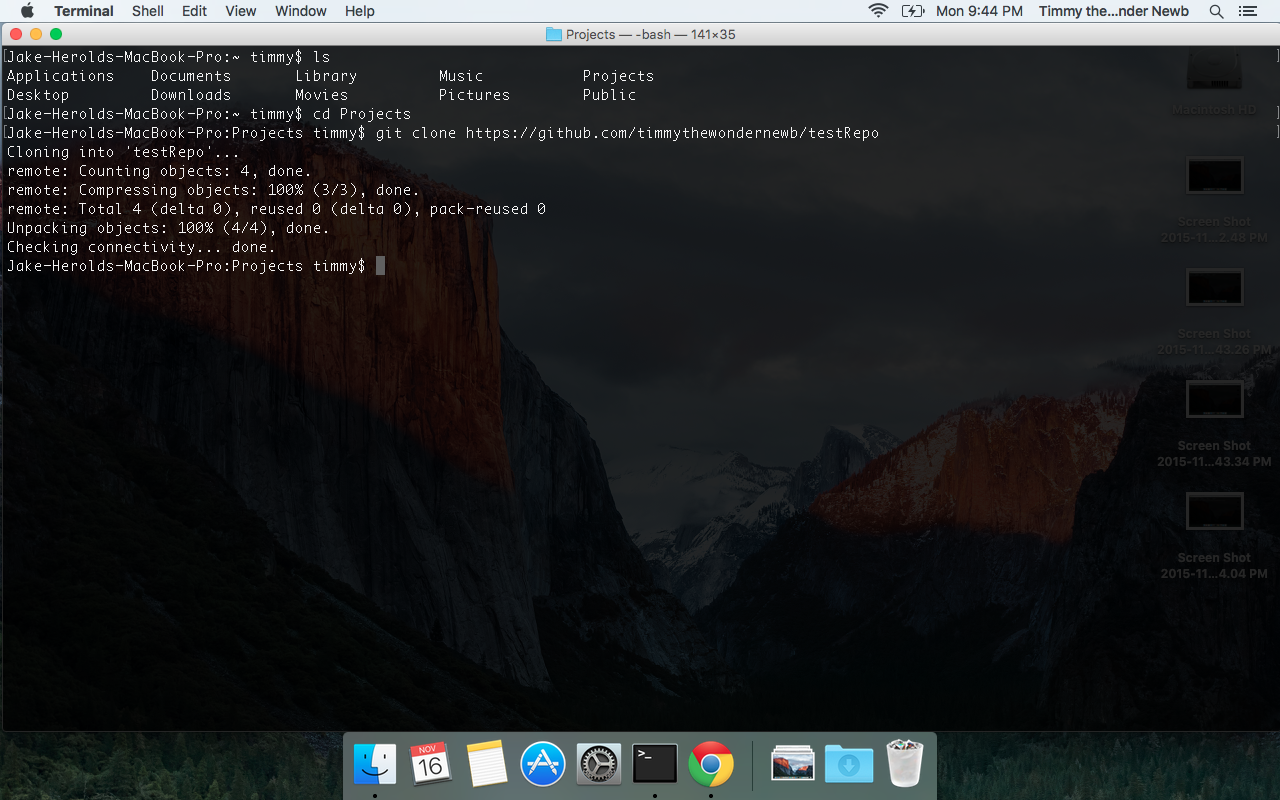 Terminal Shell Edit View Window Help Mon 9:44 PM Timmy the...nder Newb
Projects — -bash — 141×35
[Jake-Herolds-MacBook-Pro:~ timmy$ ls ]
Applications Documents Library Music Projects
Desktop Downloads Movies Pictures Public
[Jake-Herolds-MacBook-Pro:~ timmy$ cd Projects ]
[Jake-Herolds-MacBook-Pro:Projects timmy$ git clone https://github.com/timmythewondernewb/testRepo ]
Cloning into 'testRepo'...
remote: Counting objects: 4, done.
remote: Compressing objects: 100% (3/3), done.
remote: Total 4 (delta 0), reused 0 (delta 0), pack-reused 0
Unpacking objects: 100% (4/4), done.
Checking connectivity... done.
Jake-Herolds-MacBook-Pro:Projects timmy$
Macintosh HD
Screen Shot
2015-11...2.48 PM
Screen Shot
2015-11...43.26 PM
Screen Shot
2015-11...43.34 PM
Screen Shot
2015-11...4.04 PM
NOV
16
>_